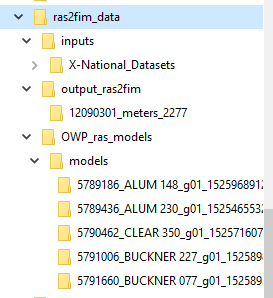 ras2fim_data
inputs
X-National_Datasets
output_ras2fim
12090301_meters_2277
OWP_ras_models
models
5789186_ALUM 148_g01_152596891
5789436_ALUM 230_g01_152546553
5790462_CLEAR 350_g01_152571607
5791006_BUCKNER 227_g01_152589
5791660_BUCKNER 077_g01_152589